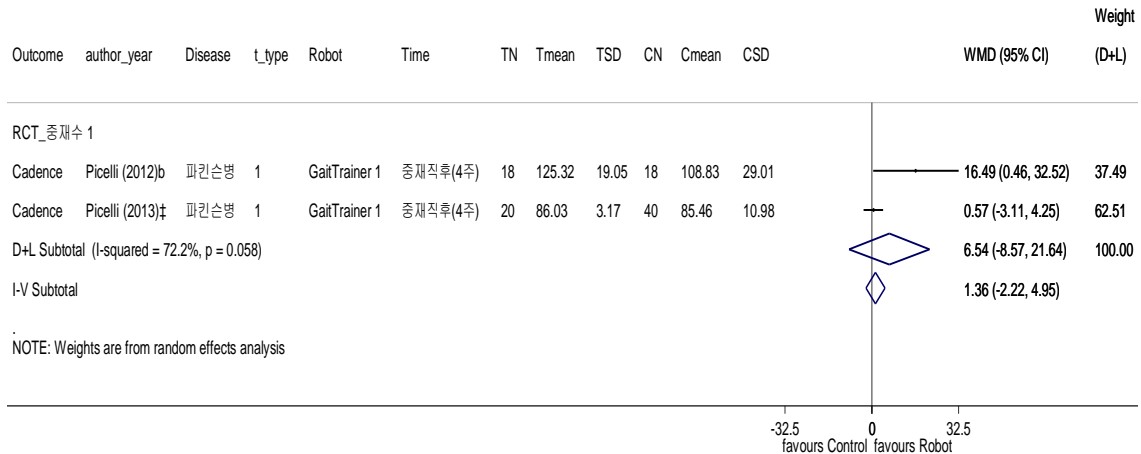 Weight
Outcome author_year Disease t_type Robot Time TN Tmean TSD CN Cmean CSD WMD (95% CI) (D+L)
RCT_중재수 1
Cadence Picelli (2012)b 파킨슨병 1 GaitTrainer 1 중재직후(4주) 18 125.32 19.05 18 108.83 29.01 16.49 (0.46, 32.52) 37.49
Cadence Picelli (2013)‡ 파킨슨병 1 GaitTrainer 1 중재직후(4주) 20 86.03 3.17 40 85.46 10.98 0.57 (-3.11, 4.25) 62.51
D+L Subtotal (I-squared = 72.2%, p = 0.058) 6.54 (-8.57, 21.64) 100.00
I-V Subtotal 1.36 (-2.22, 4.95)
.
NOTE: Weights are from random effects analysis
-32.5 0 32.5
favours Control favours Robot